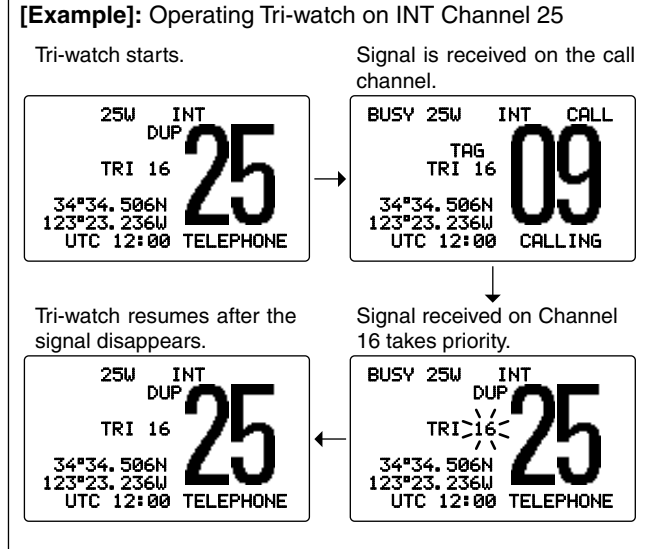 [Example]: Operating Tri-watch on INT Channel 25
Tri-watch starts.
25W INT
DUP
TRI 16
25
34°34.506N
123°23.236W
UTC 12:00 TELEPHONE
Signal is received on the call
channel.
BUSY 25W INT CALL
TAG
TRI 16
09
34°34.506N
123°23.236W
UTC 12:00 CALLING
Signal received on Channel
16 takes priority.
BUSY 25W INT
DUP
TRI 16
25
34°34.506N
123°23.236W
UTC 12:00 TELEPHONE
Tri-watch resumes after the
signal disappears.
25W INT
DUP
TRI 16
25
34°34.506N
123°23.236W
UTC 12:00 TELEPHONE